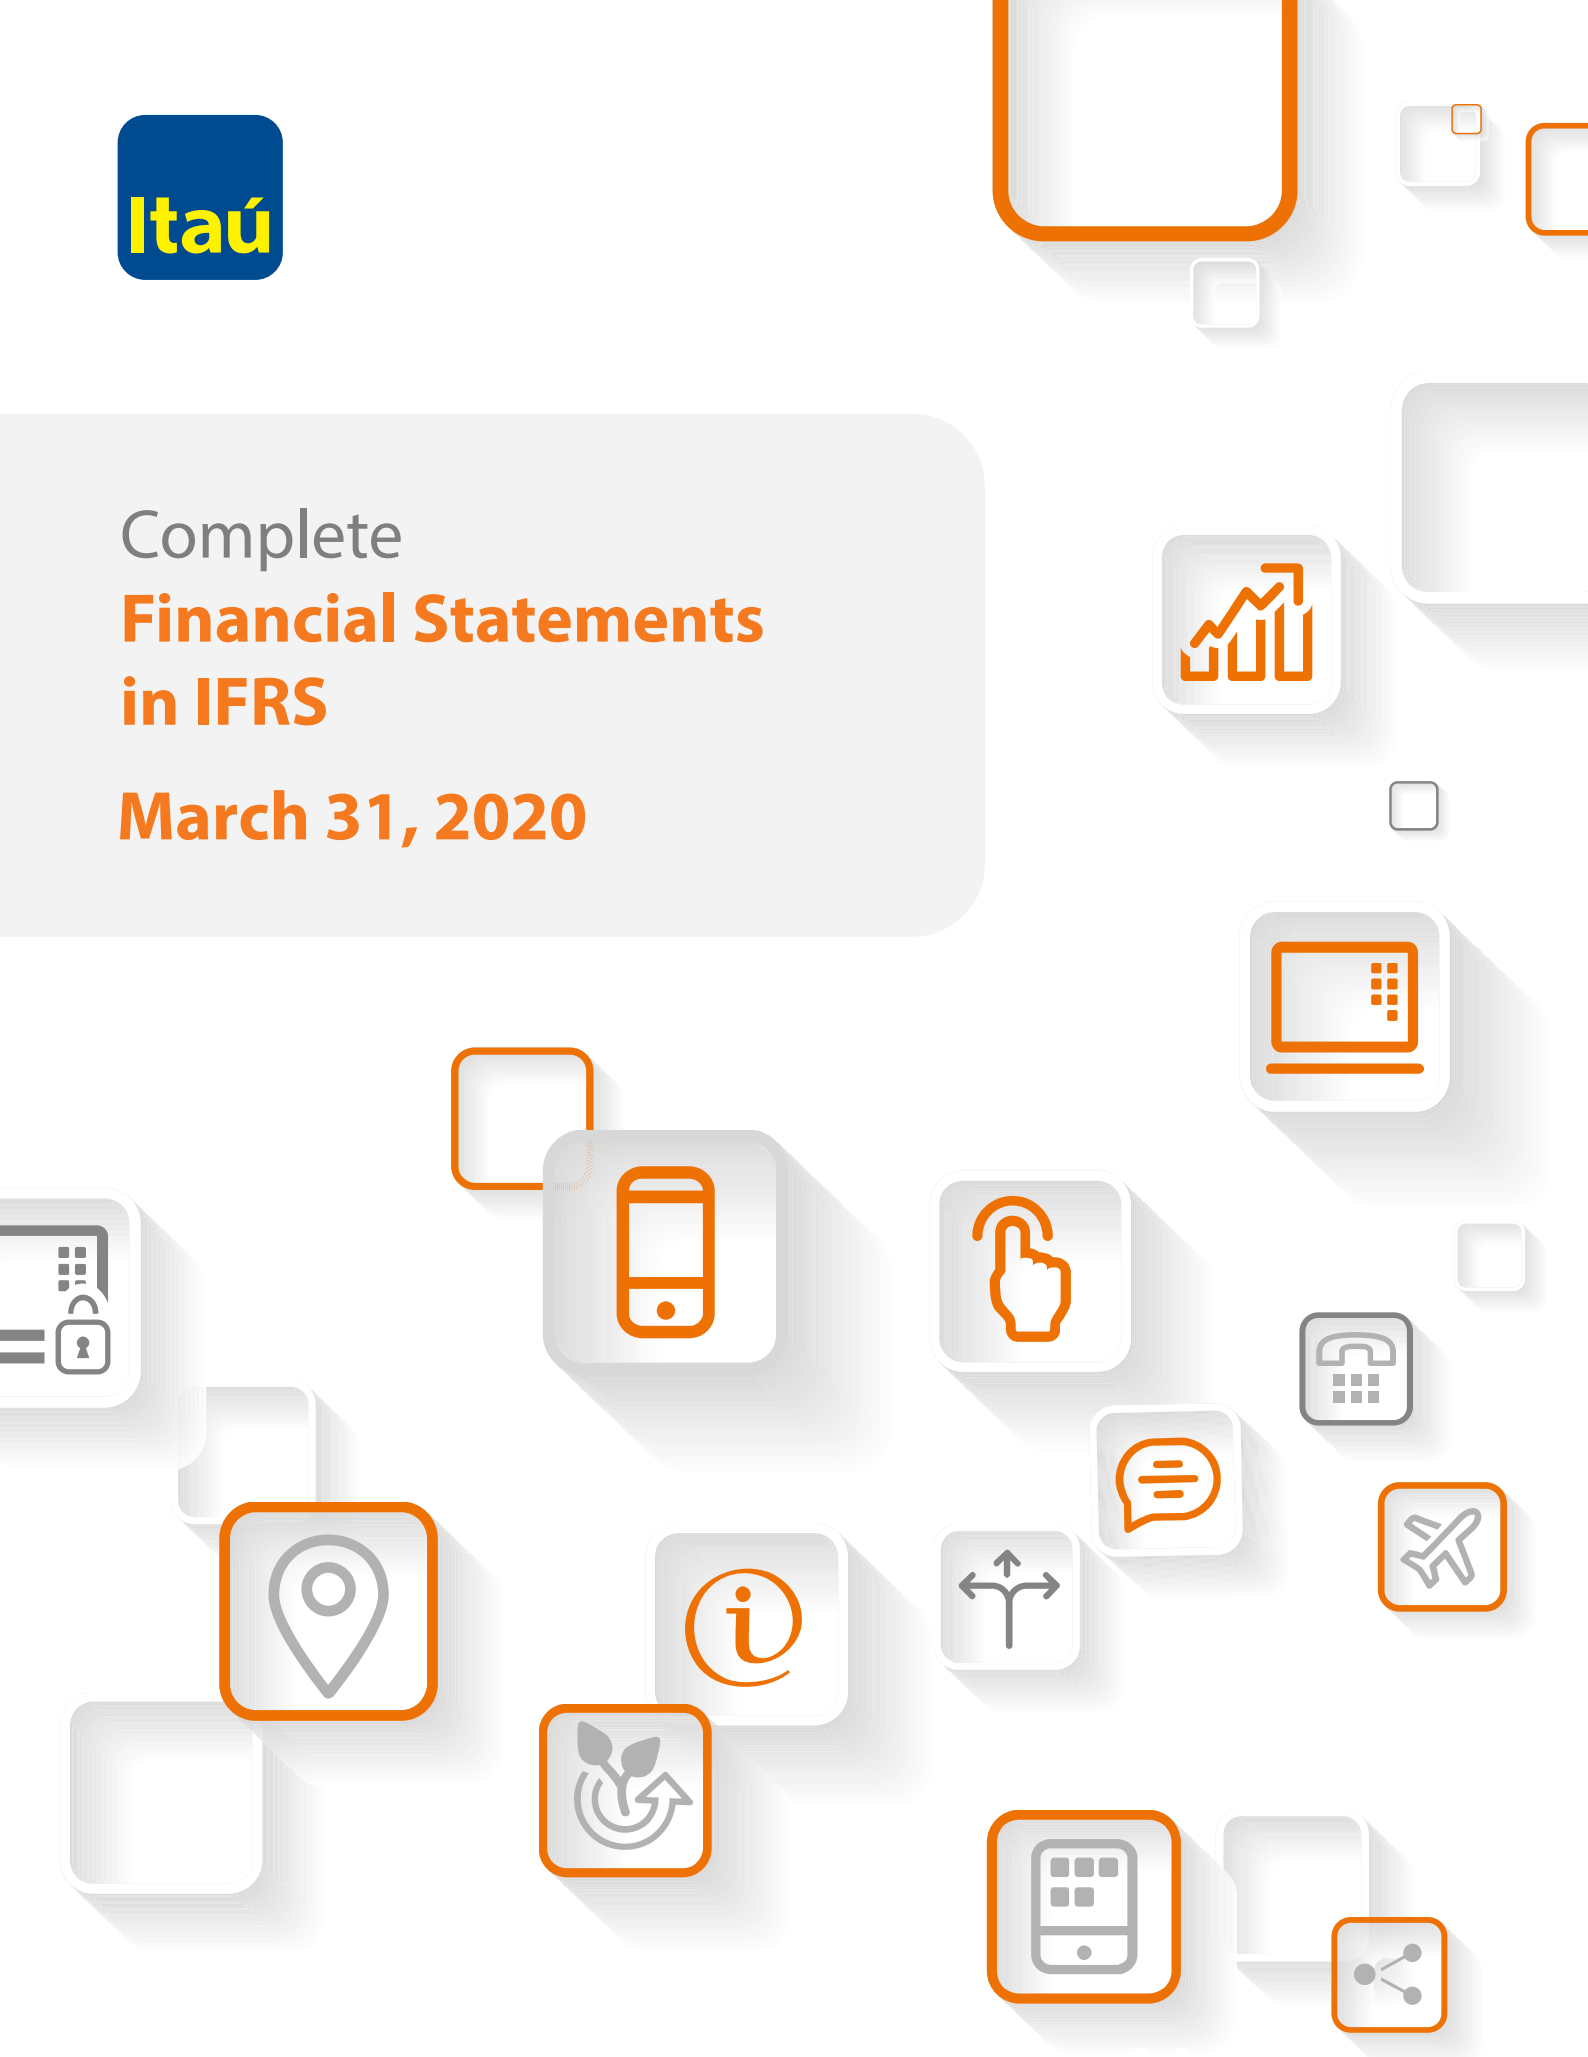 Itaú
Complete
Financial Statements
in IFRS
March 31, 2020